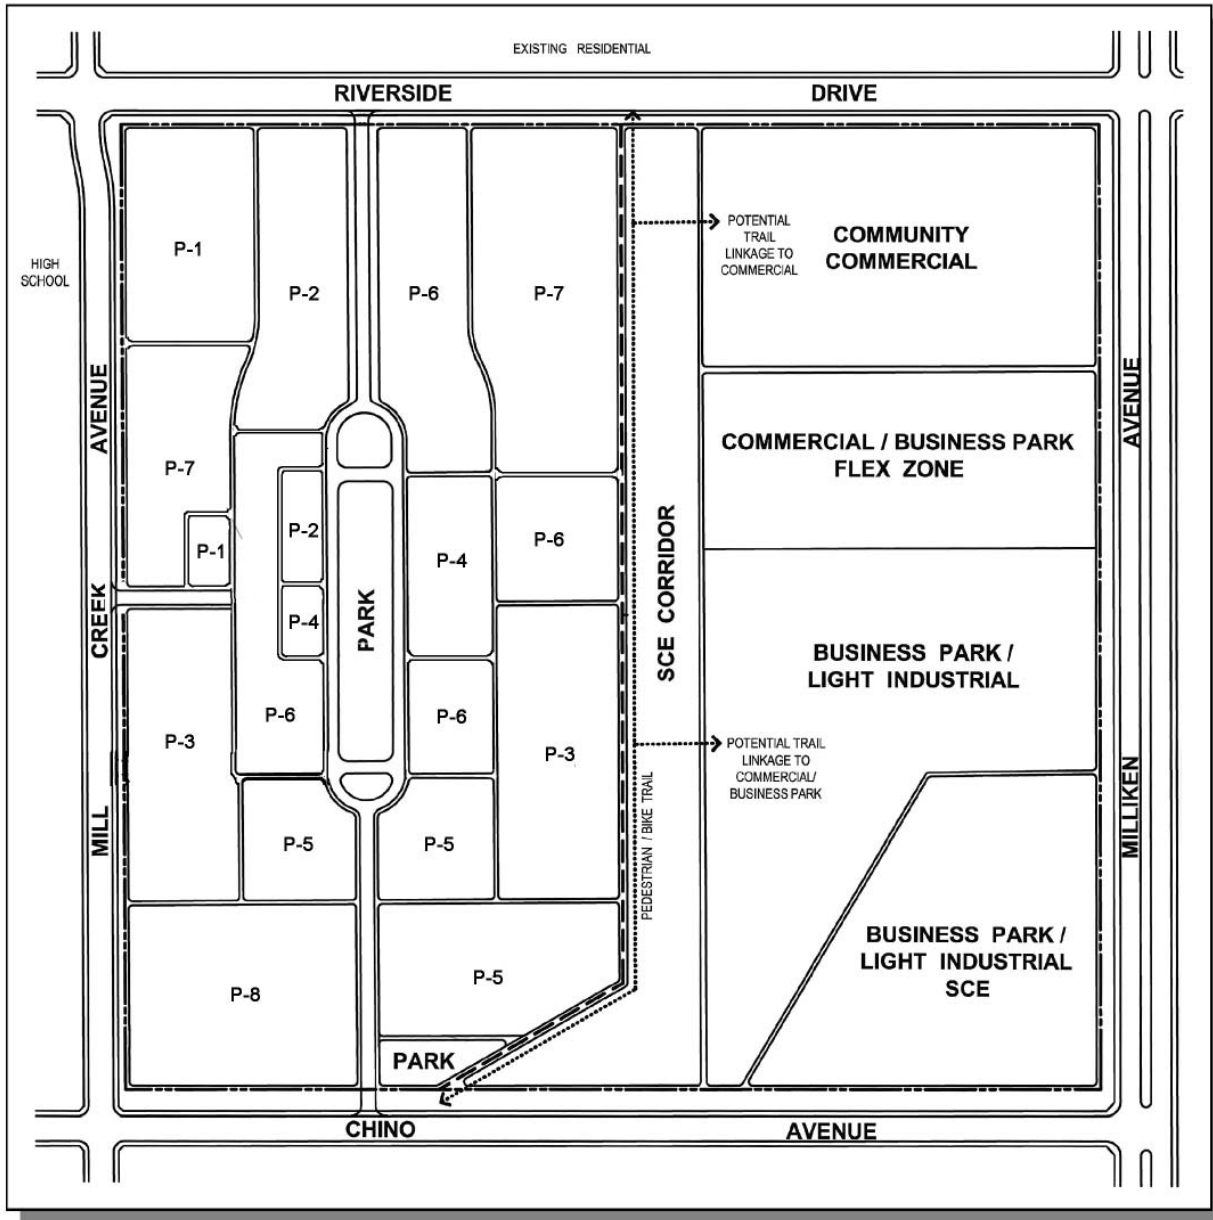 EXISTING RESIDENTIAL
RIVERSIDE DRIVE
HIGH
SCHOOL
P-1
P-2
P-6
P-7
POTENTIAL
TRAIL
LINKAGE TO
COMMERCIAL
COMMUNITY
COMMERCIAL
P-7
P-1
P-2
P-4
P-6
PARK
P-4
P-6
P-6
SCE CORRIDOR
COMMERCIAL / BUSINESS PARK
FLEX ZONE
BUSINESS PARK /
LIGHT INDUSTRIAL
P-3
P-3
P-5
P-5
PEDESTRIAN / BIKE TRAIL
POTENTIAL TRAIL
LINKAGE TO
COMMERCIAL/
BUSINESS PARK
BUSINESS PARK /
LIGHT INDUSTRIAL
SCE
P-8
P-5
PARK
MILL CREEK AVENUE
MILLIKEN AVENUE
CHINO AVENUE